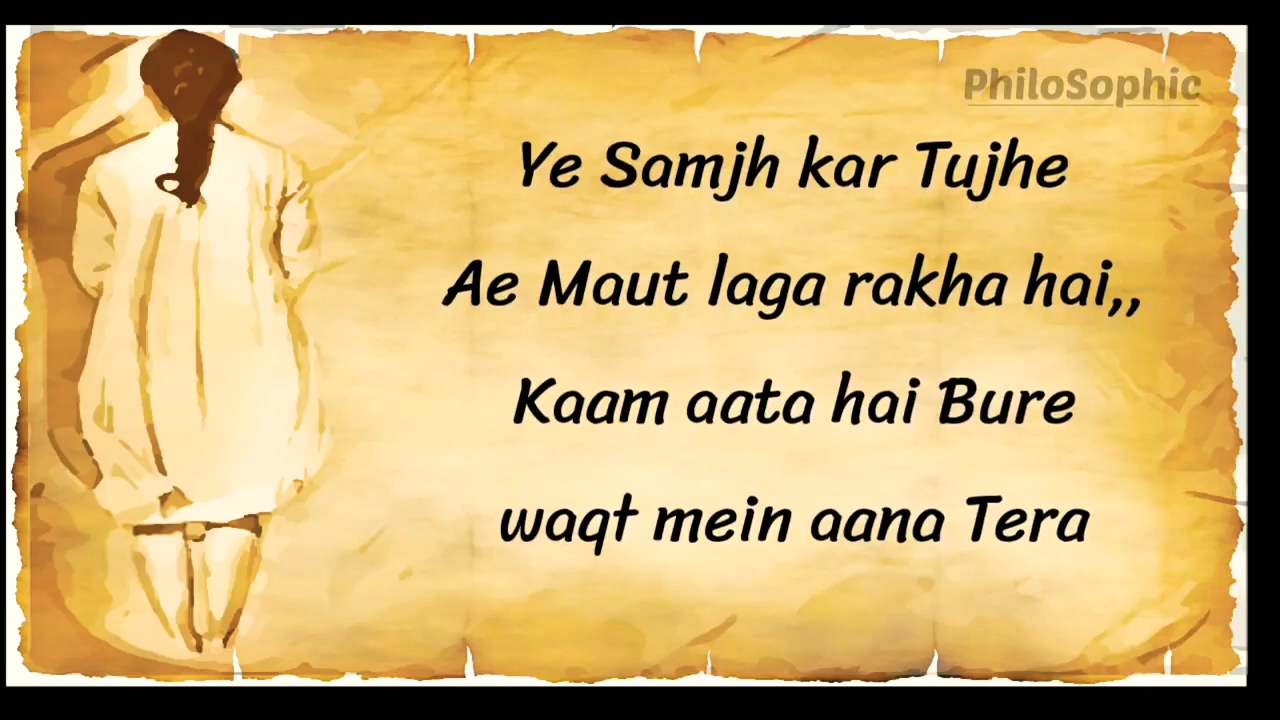 PhiloSophic
Ye Samjh kar Tujhe
Ae Maut laga rakha hai,,
Kaam aata hai Bure
waqt mein aana Tera